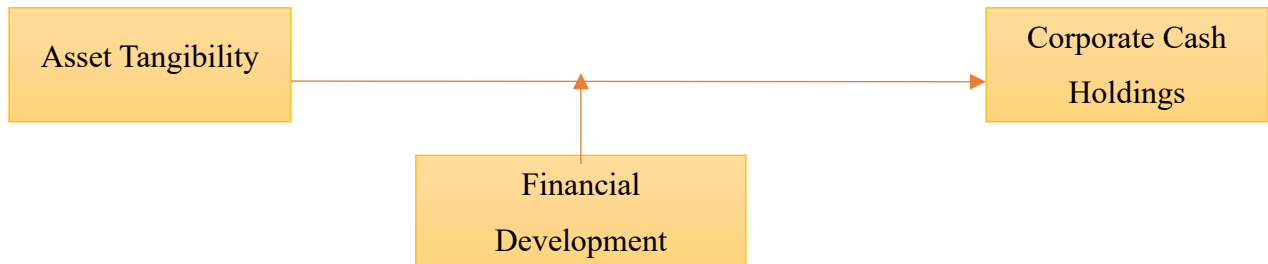 Asset Tangibility
Corporate Cash
Holdings
Financial
Development